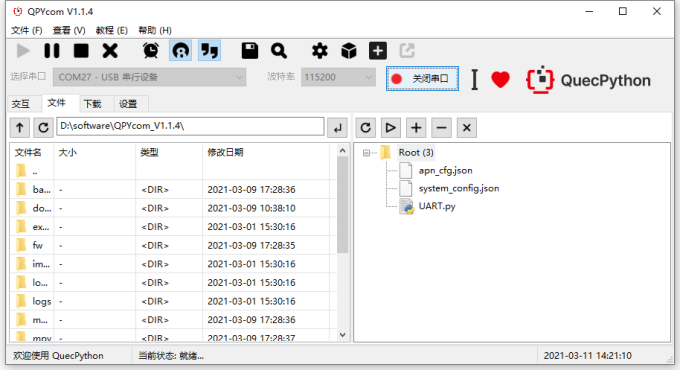 QPYcom V1.1.4
文件 (F) 查看 (V) 教程 (E) 帮助 (H)
选择串口 COM27 - USB 串行设备 波特率 115200 关闭串口 QuecPython
交互 文件 下载 设置
D:\software\QPYcom_V1.1.4\
文件名 大小 类型 修改日期
..
ba... - <DIR> 2021-03-09 17:28:36
do... - <DIR> 2021-03-09 10:38:10
ex... - <DIR> 2021-03-01 15:30:16
fw - <DIR> 2021-03-09 17:28:35
im... - <DIR> 2021-03-01 15:30:16
lo... - <DIR> 2021-03-01 15:30:16
logs - <DIR> 2021-03-01 15:30:16
m... - <DIR> 2021-03-09 17:28:36
mpy - <DIR> 2021-03-09 17:28:37
Root (3)
apn_cfg.json
system_config.json
UART.py
欢迎使用 QuecPython 当前状态: 就绪... 2021-03-11 14:21:10